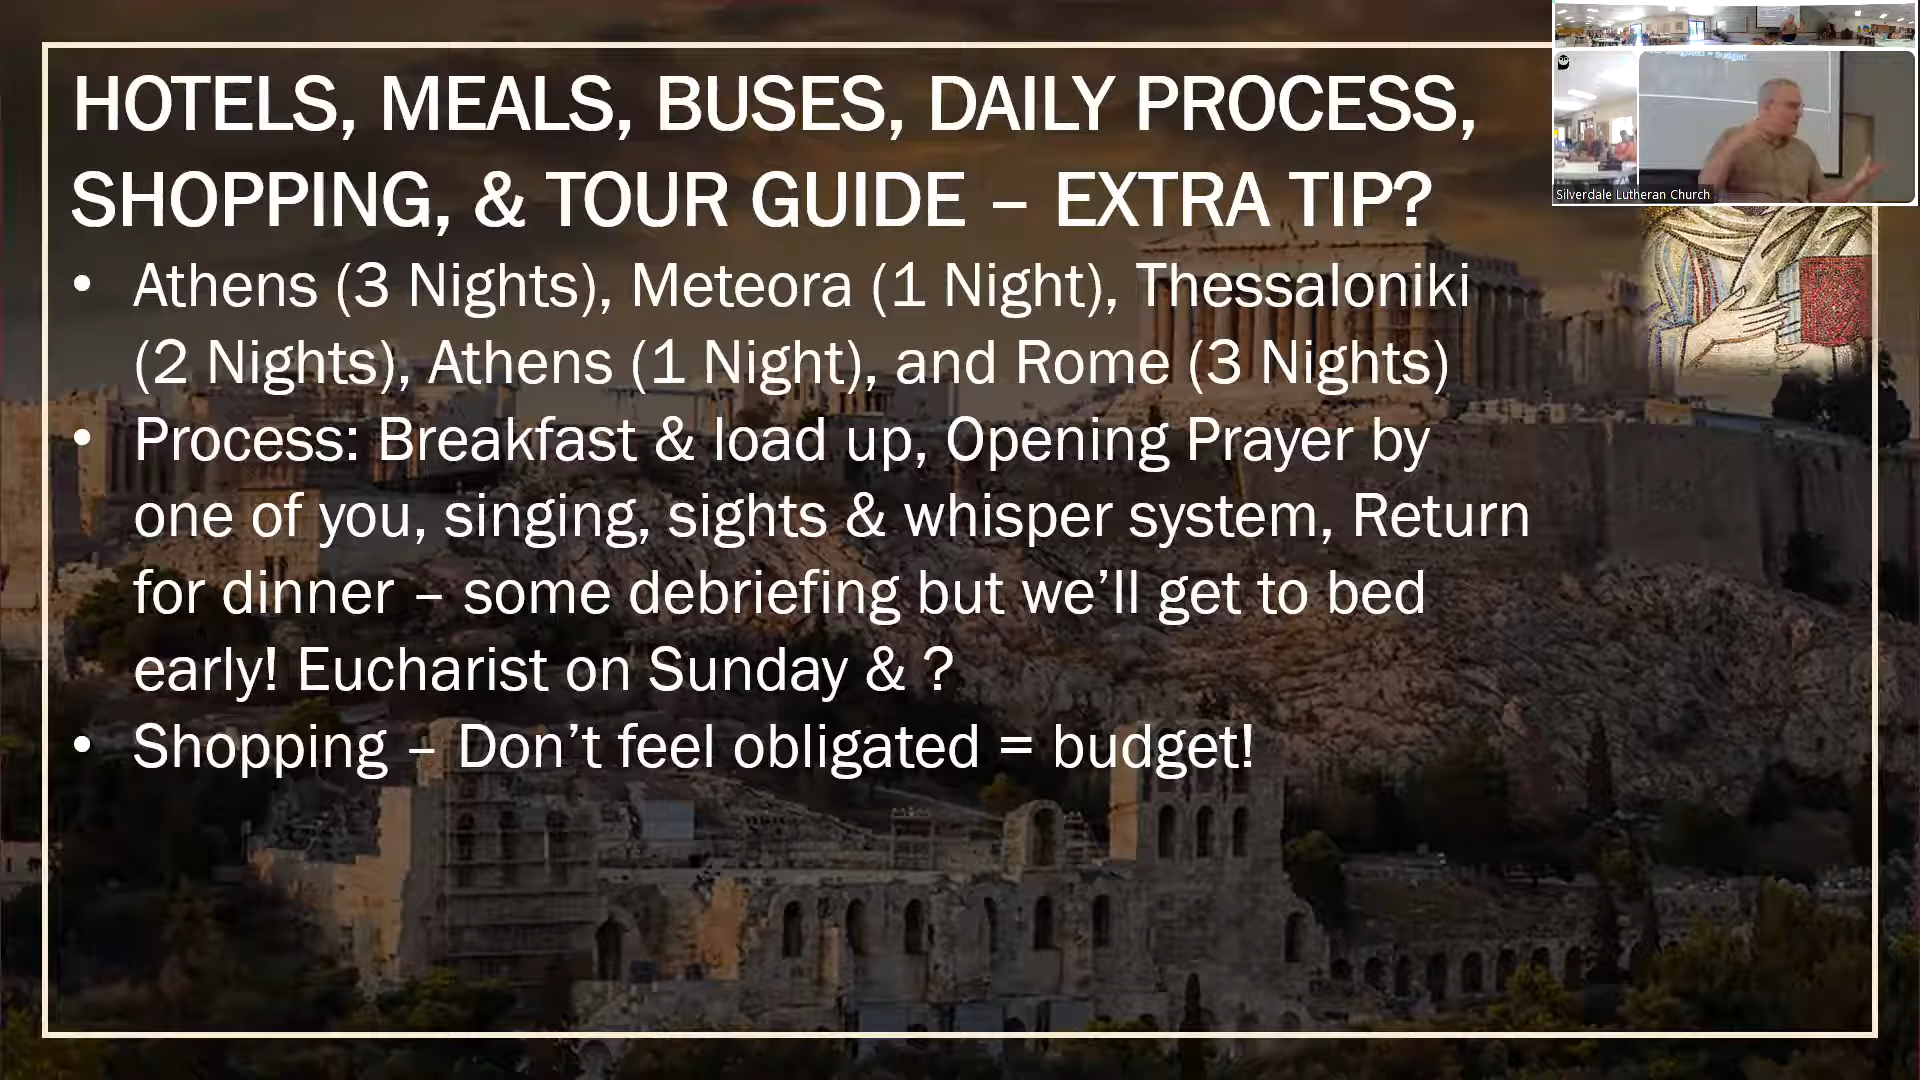 HOTELS, MEALS, BUSES, DAILY PROCESS,
SHOPPING, & TOUR GUIDE – EXTRA TIP?
• Athens (3 Nights), Meteora (1 Night), Thessaloniki
(2 Nights), Athens (1 Night), and Rome (3 Nights)
• Process: Breakfast & load up, Opening Prayer by
one of you, singing, sights & whisper system, Return
for dinner – some debriefing but we’ll get to bed
early! Eucharist on Sunday & ?
• Shopping – Don’t feel obligated = budget!
Silverdale Lutheran Church